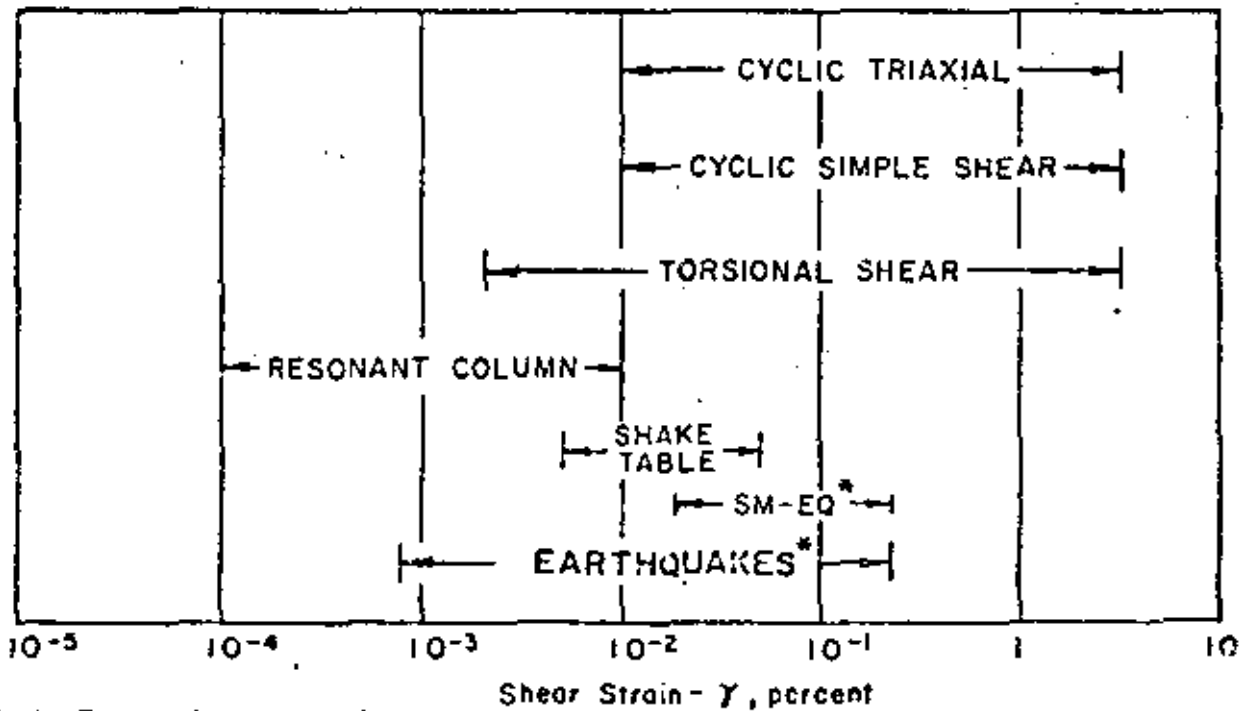 CYCLIC TRIAXIAL
CYCLIC SIMPLE SHEAR
TORSIONAL SHEAR
RESONANT COLUMN
SHAKE
TABLE
SM-EQ*
EARTHQUAKES*
10-5 10-4 10-3 10-2 10-1 1 10
Shear Strain - γ, percent